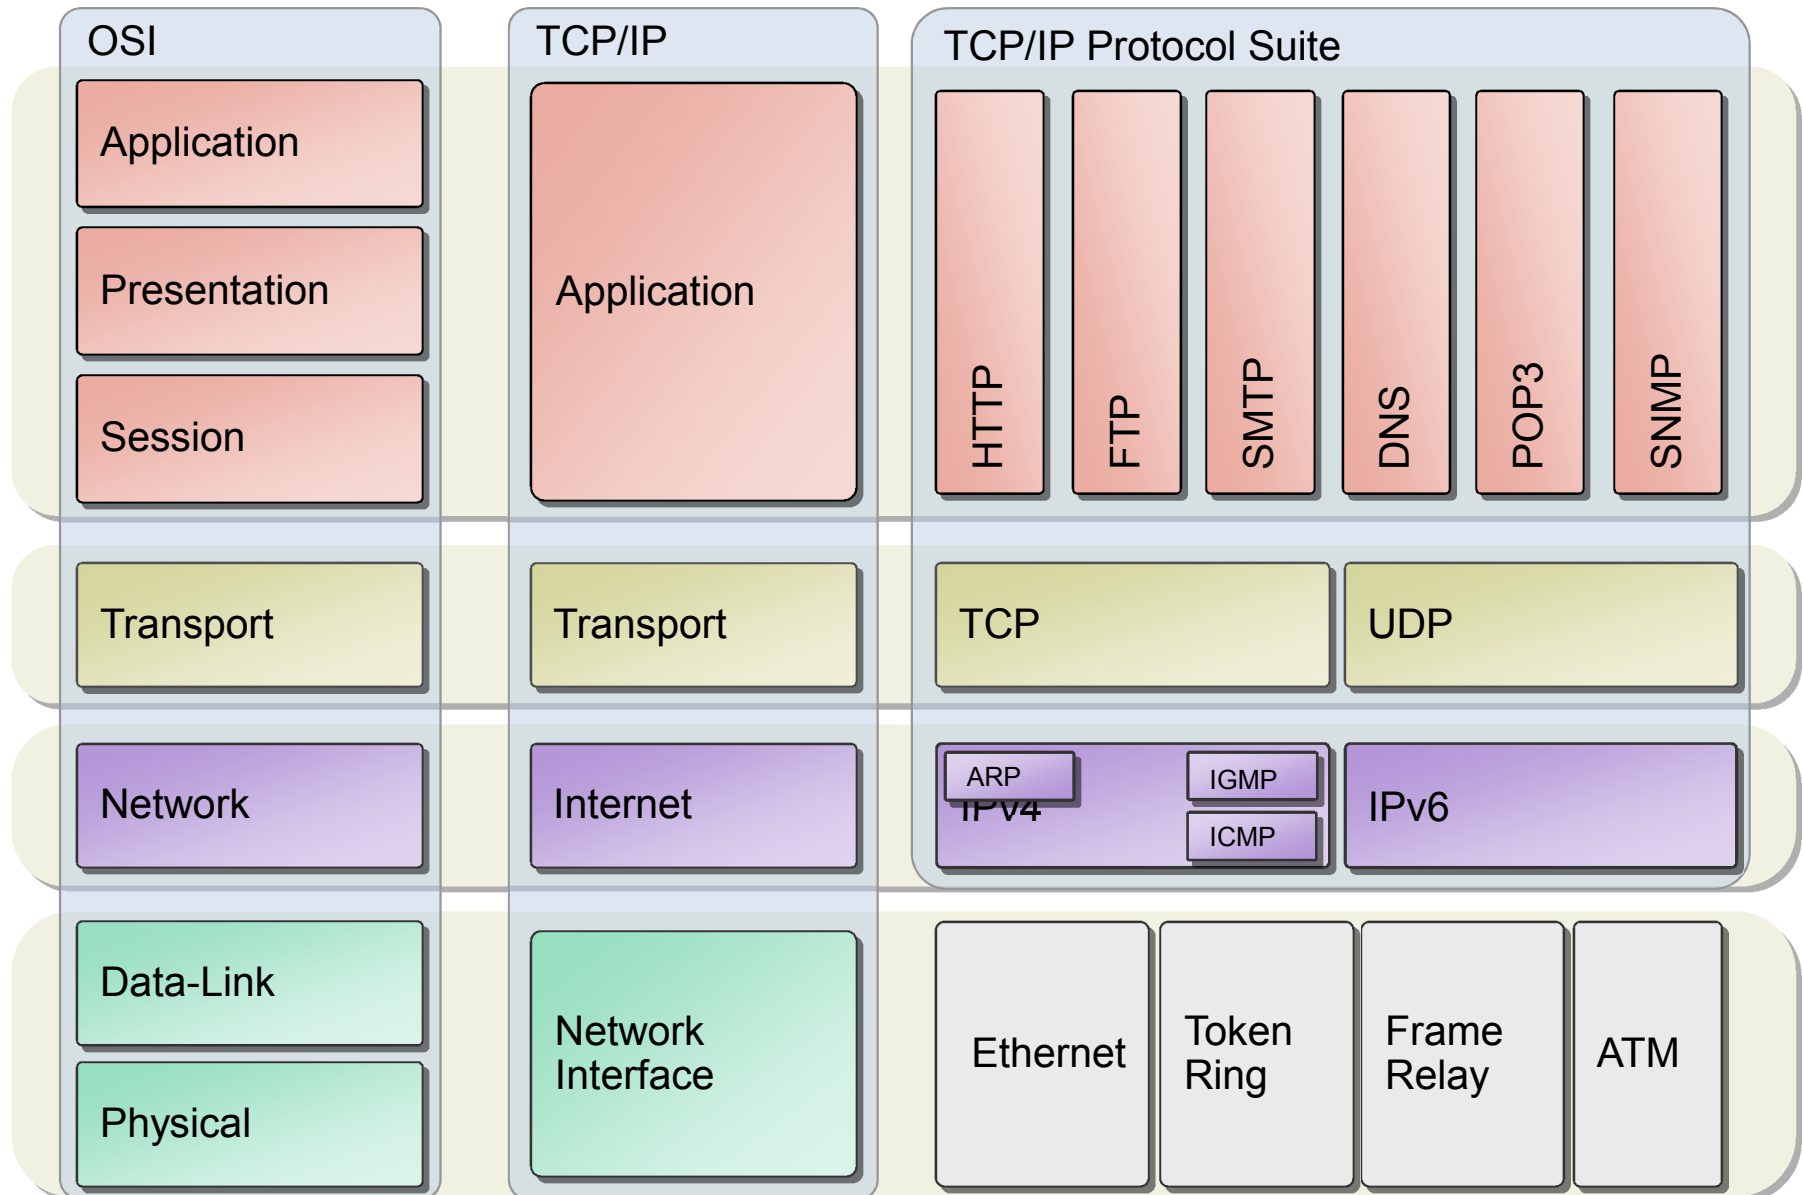 OSI
Application
Presentation
Session
Transport
Network
Data-Link
Physical
TCP/IP
Application
Transport
Internet
Network
Interface
TCP/IP Protocol Suite
HTTP
FTP
SMTP
DNS
POP3
SNMP
TCP
UDP
ARP
IPv4
IGMP
ICMP
IPv6
Ethernet
Token
Ring
Frame
Relay
ATM